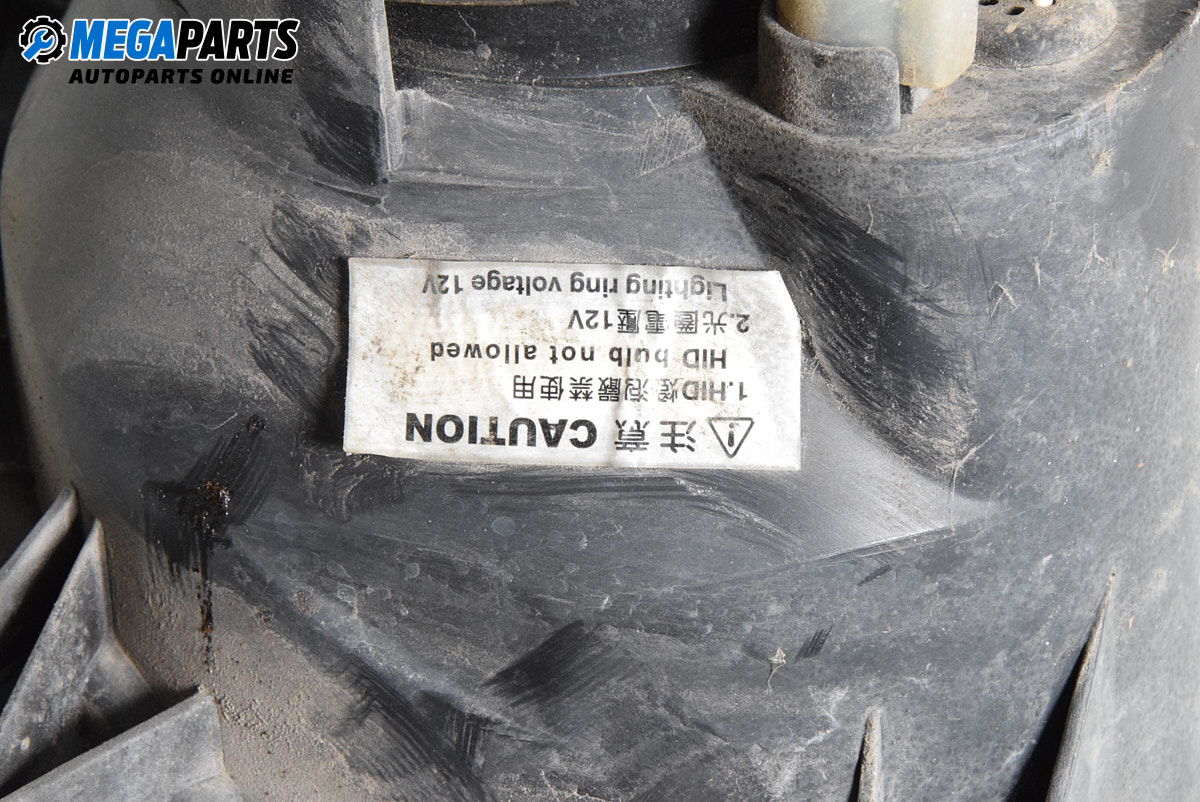 MEGAPARTS
AUTOPARTS ONLINE
注意 CAUTION
1.HID燈泡嚴禁使用
HID bulb not allowed
2.光圈電壓12V
Lighting ring voltage 12V